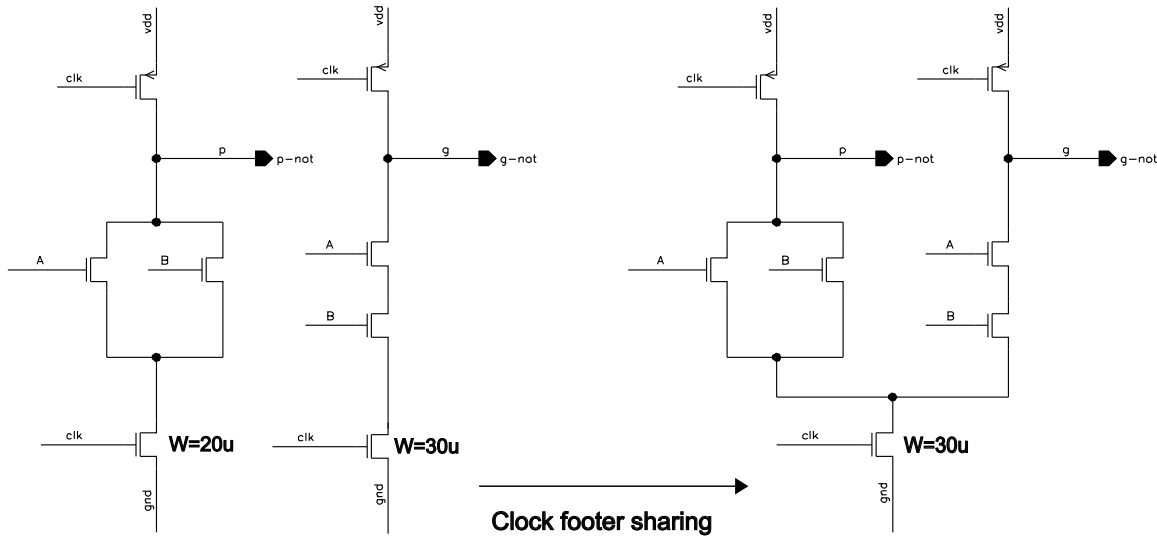 vdd
vdd
vdd
vdd
clk
clk
clk
clk
p
p-not
g
g-not
p
p-not
g
g-not
A
B
A
B
A
B
A
B
clk
W=20u
clk
W=30u
clk
W=30u
gnd
gnd
gnd
Clock footer sharing